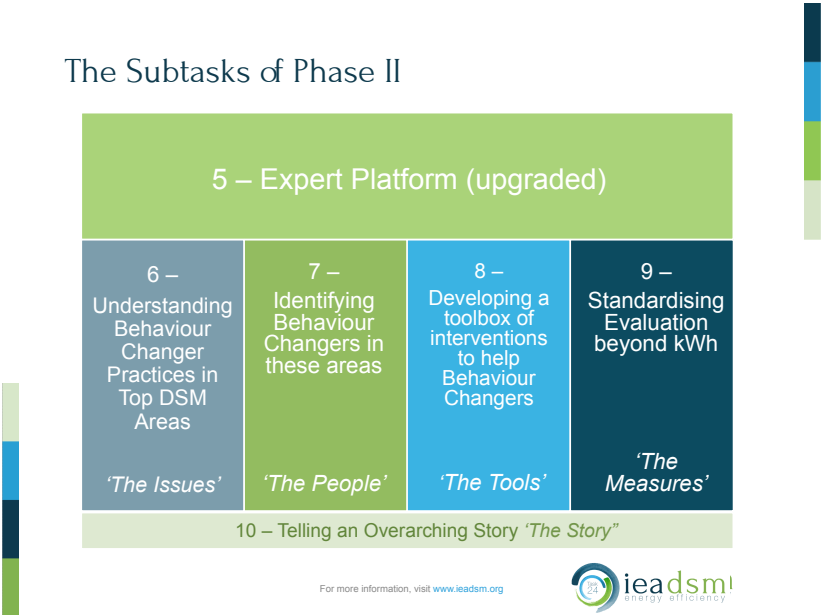 The Subtasks of Phase II
5 – Expert Platform (upgraded)
6 –
Understanding
Behaviour
Changer
Practices in
Top DSM
Areas
‘The Issues’
7 –
Identifying
Behaviour
Changers in
these areas
‘The People’
8 –
Developing a
toolbox of
interventions
to help
Behaviour
Changers
‘The Tools’
9 –
Standardising
Evaluation
beyond kWh
‘The
Measures’
10 – Telling an Overarching Story ‘The Story”
For more information, visit www.ieadsm.org
Task
24
ieadsm!
energy efficiency